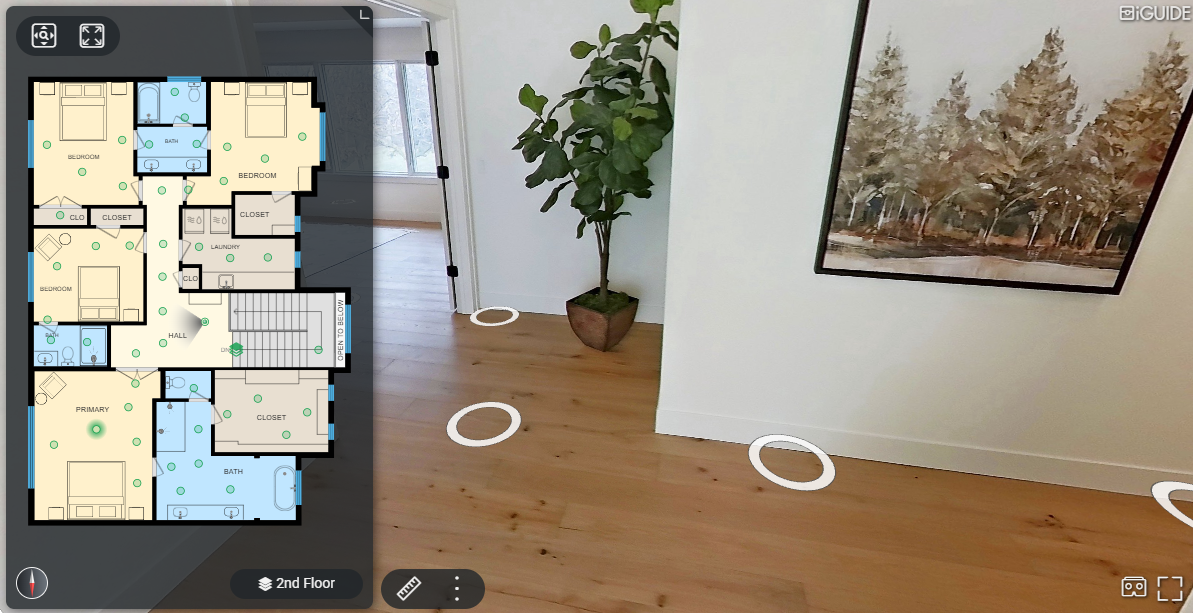 iGUIDE
BATH
BEDROOM
BEDROOM
CLO
CLOSET
CLOSET
LAUNDRY
CLO
BEDROOM
OPEN TO BELOW
HALL
BATH
PRIMARY
CLOSET
BATH
2nd Floor